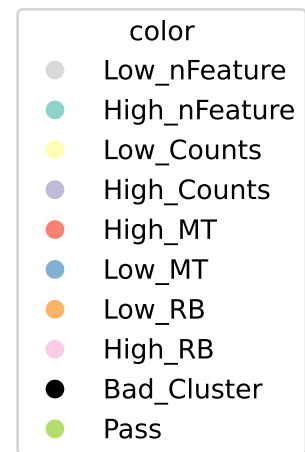 color
Low_nFeature
High_nFeature
Low_Counts
High_Counts
High_MT
Low_MT
Low_RB
High_RB
Bad_Cluster
Pass